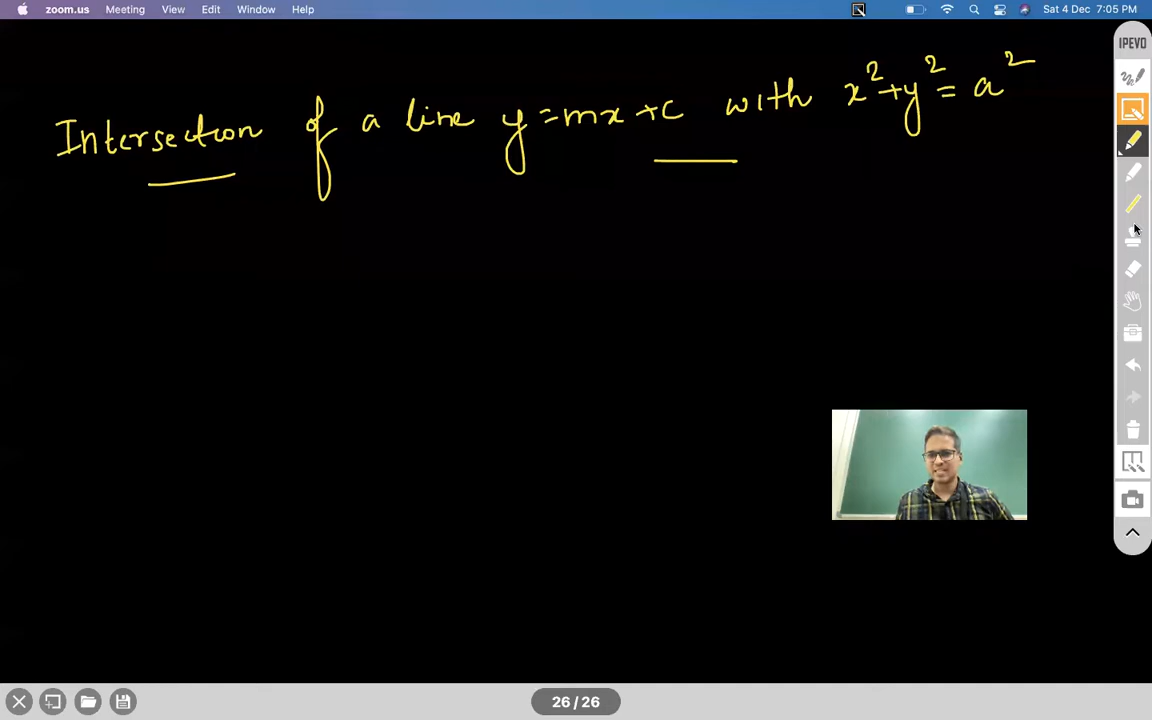 zoom.us Meeting View Edit Window Help Sat 4 Dec 7:05 PM
IPEVO
Intersection of a line y=mx+c with x²+y²=a²
26/26